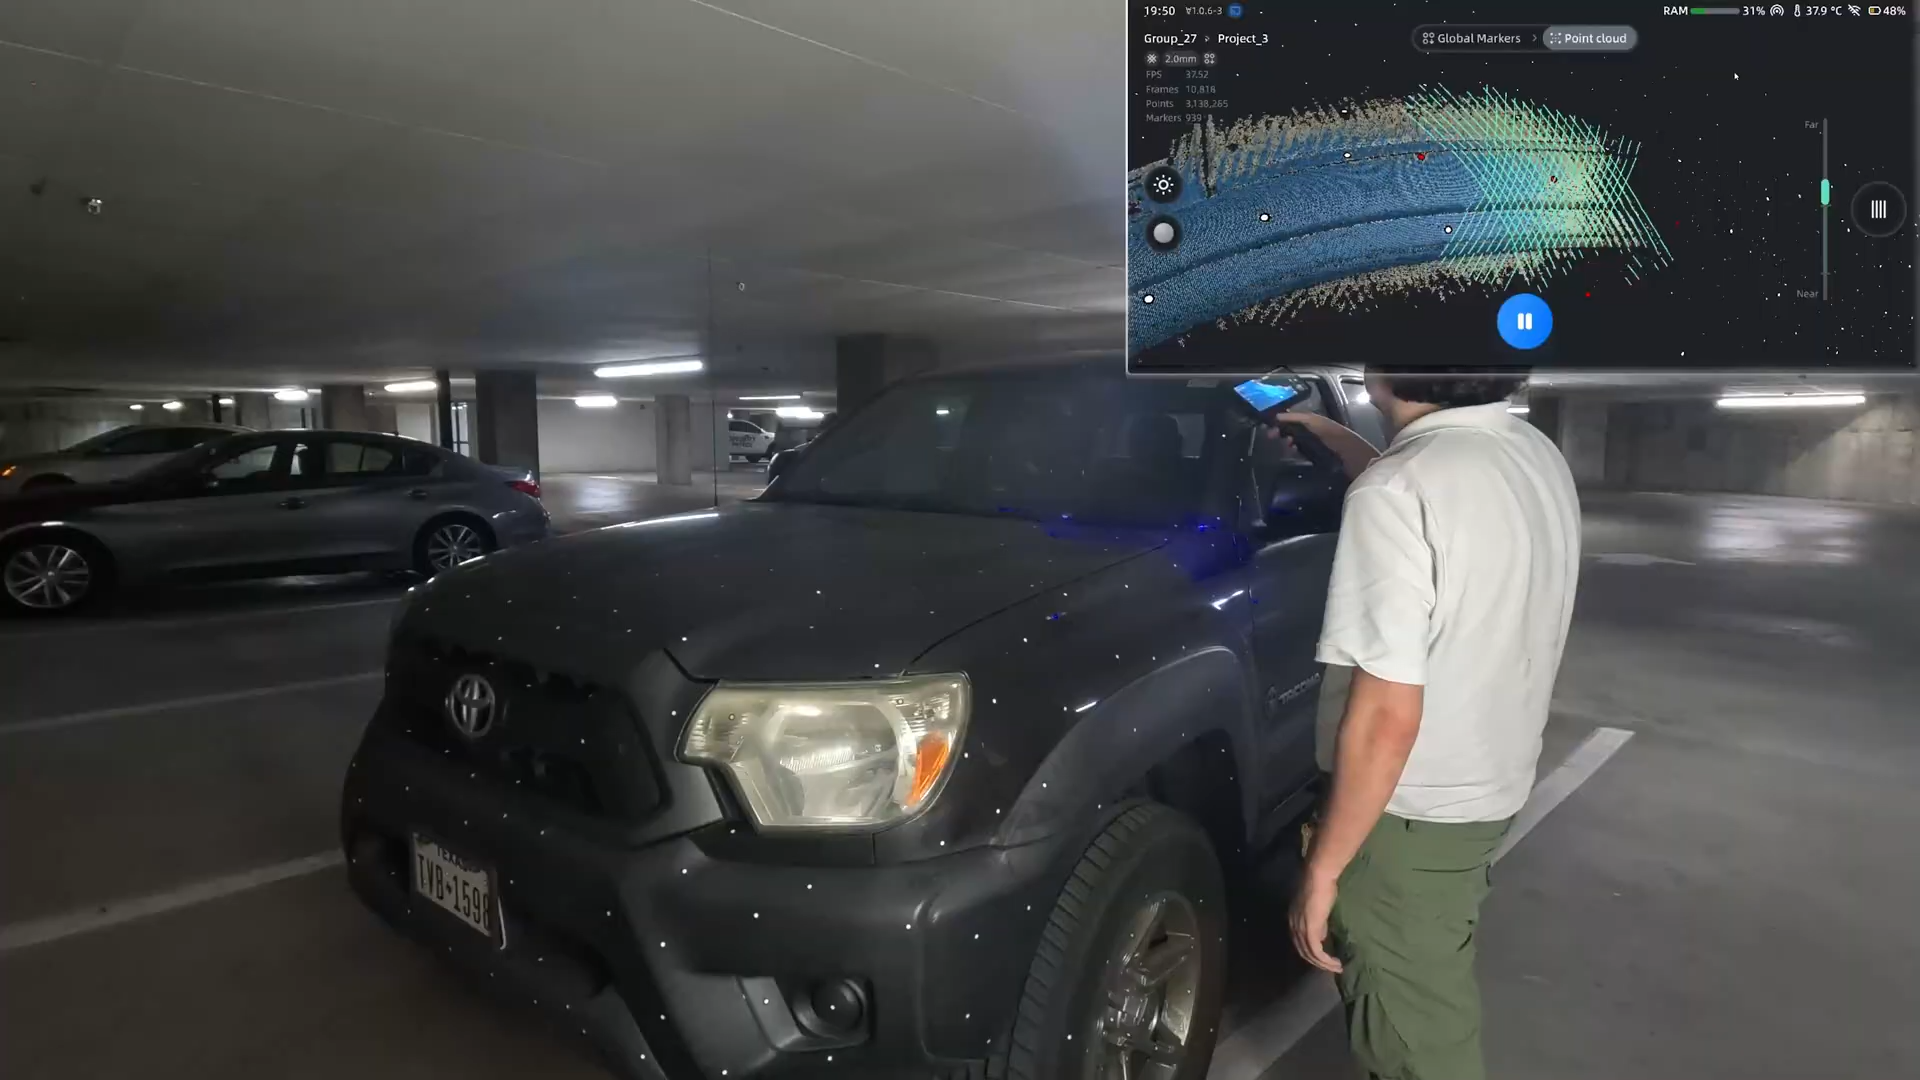 19:50 V1.0.6-3
RAM 31% 37.9 °C 48%
Group_27 > Project_3
Global Markers > Point cloud
2.0mm
FPS 37.52
Frames 10,816
Points 3,138,265
Markers 939
Far
Near
TACOMA
TEXAS
TVB-1598